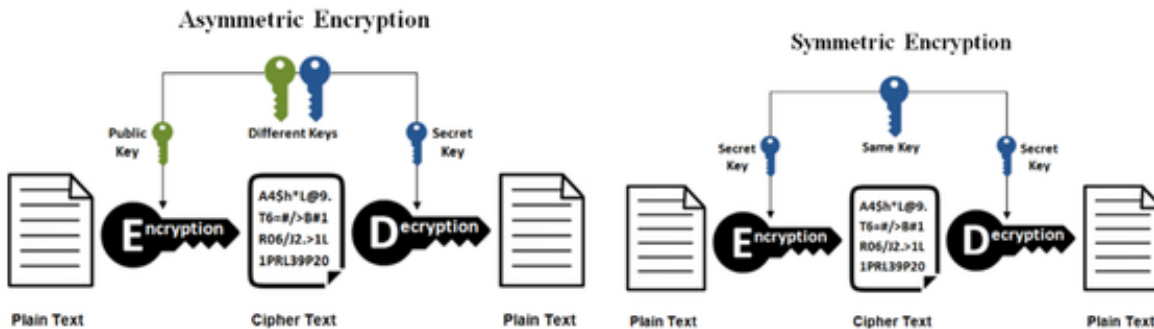 Asymmetric Encryption
Public
Key
Different Keys
Secret
Key
A4$h*L@9.
T6=#/>B#1
R06/J2.>1L
1PRL39P20
Encryption
Decryption
Plain Text
Cipher Text
Plain Text
Symmetric Encryption
Secret
Key
Same Key
Secret
Key
A4$h*L@9.
T6=#/>B#1
R06/J2.>1L
1PRL39P20
Encryption
Decryption
Plain Text
Cipher Text
Plain Text